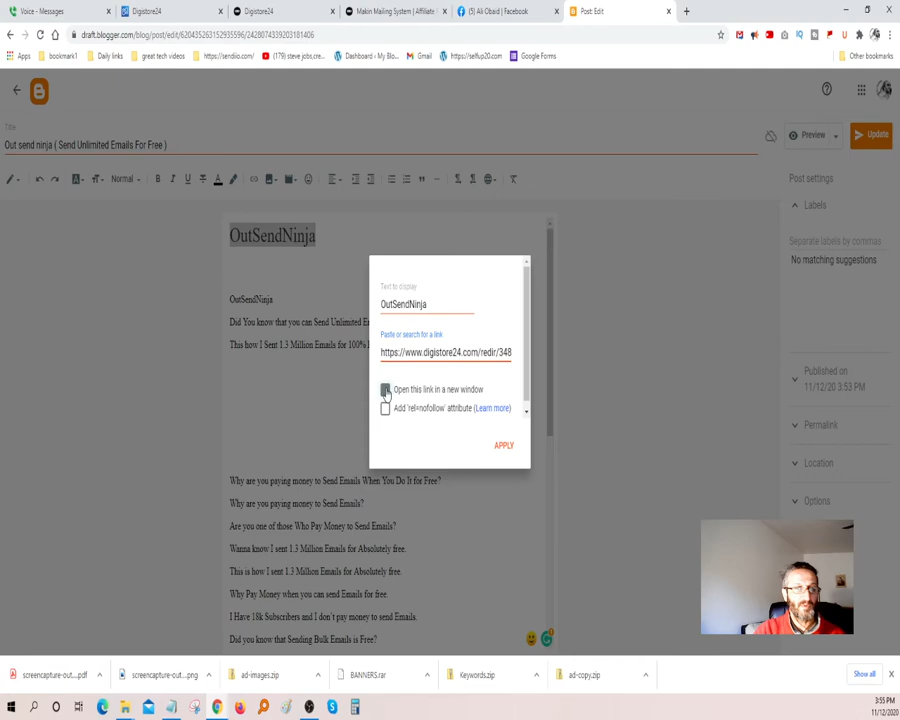 Voice - Messages
Digistore24
Digistore24
Makin Mailing System | Affiliate
(5) Ali Obaid | Facebook
Post: Edit
draft.blogger.com/blog/post/edit/620435263152935596/2428074339203181406
Apps
bookmark1
Daily links
great tech videos
https://sendiio.com/
(179) steve jobs,cre...
Dashboard ‹ My Blo...
Gmail
https://selfup20.com
Google Forms
Other bookmarks
Title
Out send ninja ( Send Unlimited Emails For Free )
Preview
Update
Normal
Post settings
Labels
Separate labels by commas
No matching suggestions
Published on
11/12/20 3:53 PM
Permalink
Location
Options
OutSendNinja
OutSendNinja
Did You know that you can Send Unlimited E
This how I Sent 1.3 Million Emails for 100%
Text to display
OutSendNinja
Paste or search for a link
https://www.digistore24.com/redir/348
Open this link in a new window
Add 'rel=nofollow' attribute (Learn more)
APPLY
Why are you paying money to Send Emails When You Do it for Free?
Why are you paying money to Send Emails?
Are you one of those Who Pay Money to Send Emails?
Wanna know I sent 1.3 Million Emails for Absolutely free.
This is how I sent 1.3 Million Emails for Absolutely free.
Why Pay Money when you can send Emails for free.
I Have 18k Subscribers and I don't pay money to send Emails.
Did you know that Sending Bulk Emails is Free?
screencapture-out....pdf
screencapture-out....png
ad-images.zip
BANNERS.rar
Keywords.zip
ad-copy.zip
Show all
3:55 PM
11/12/2020